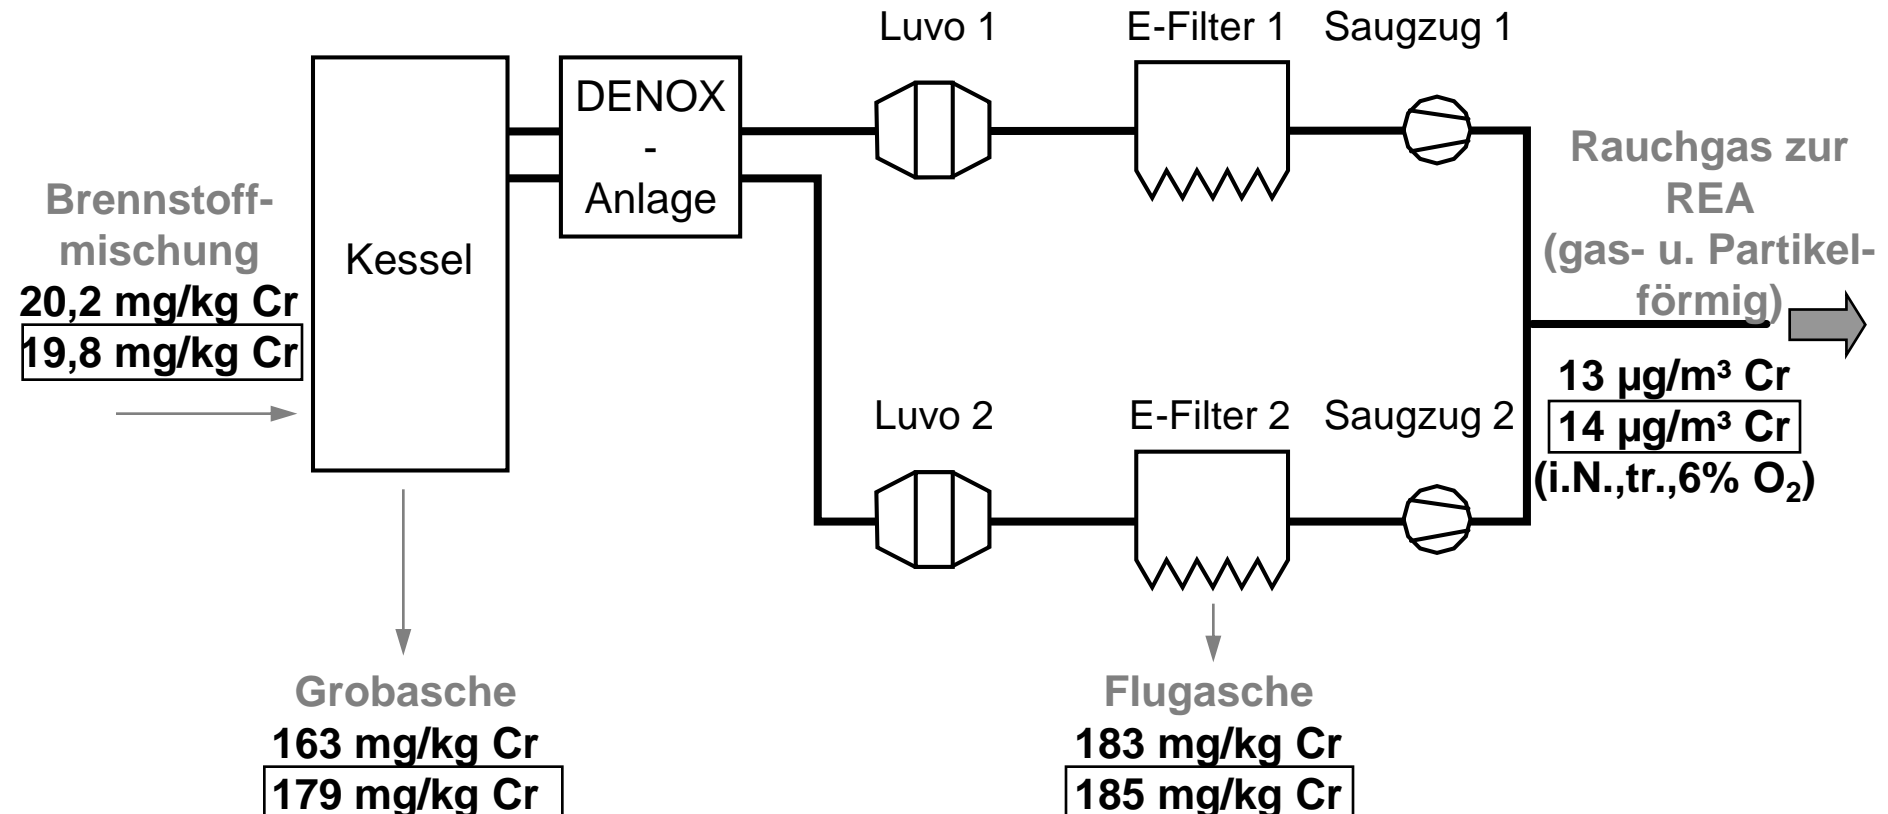 Luvo 1
E-Filter 1
Saugzug 1
DENOX
-
Anlage
Kessel
Brennstoff-
mischung
20,2 mg/kg Cr
19,8 mg/kg Cr
Rauchgas zur
REA
(gas- u. Partikel-
förmig)
13 µg/m³ Cr
14 µg/m³ Cr
(i.N.,tr.,6% O₂)
Luvo 2
E-Filter 2
Saugzug 2
Grobasche
163 mg/kg Cr
179 mg/kg Cr
Flugasche
183 mg/kg Cr
185 mg/kg Cr